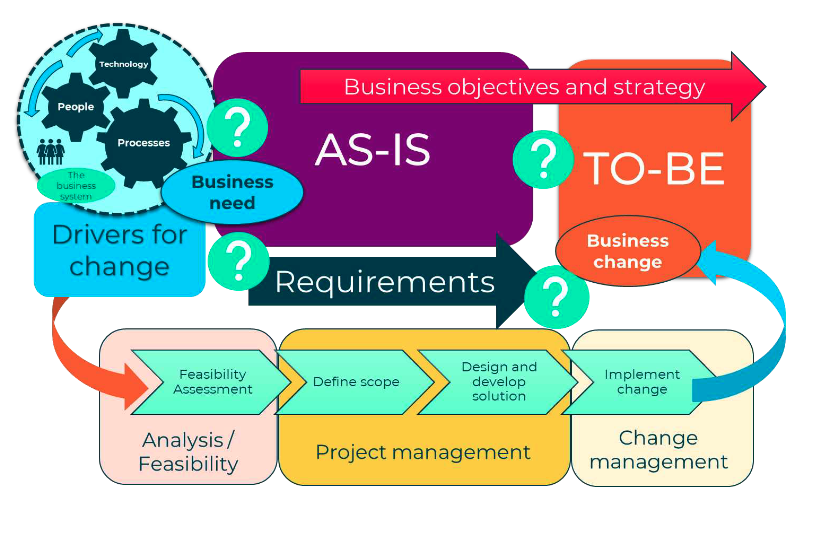 Technology
People
Processes
The
business
system
Business
need
Drivers for
change
?
?
AS-IS
Business objectives and strategy
?
TO-BE
Business
change
Requirements
?
Feasibility
Assessment
Define scope
Design and
develop
solution
Implement
change
Analysis /
Feasibility
Project management
Change
management